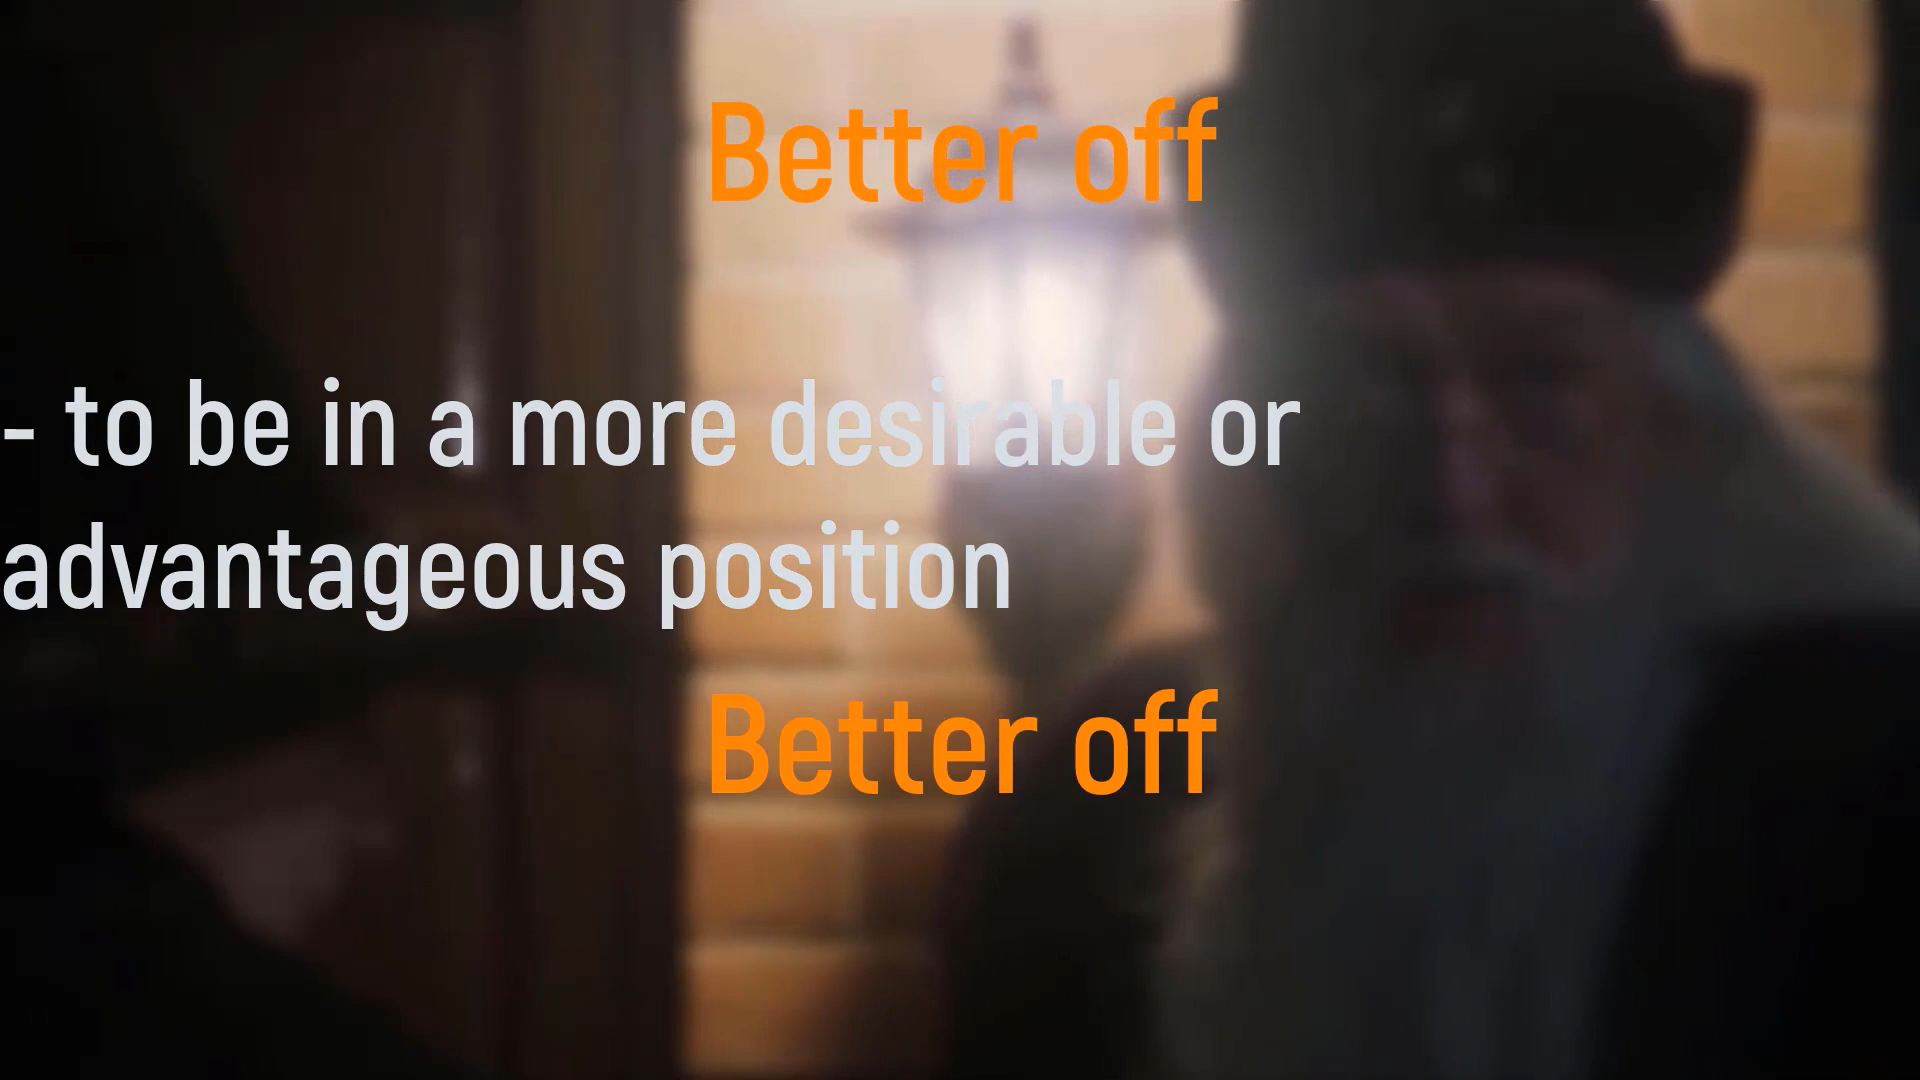 Better off
- to be in a more desirable or
advantageous position
Better off